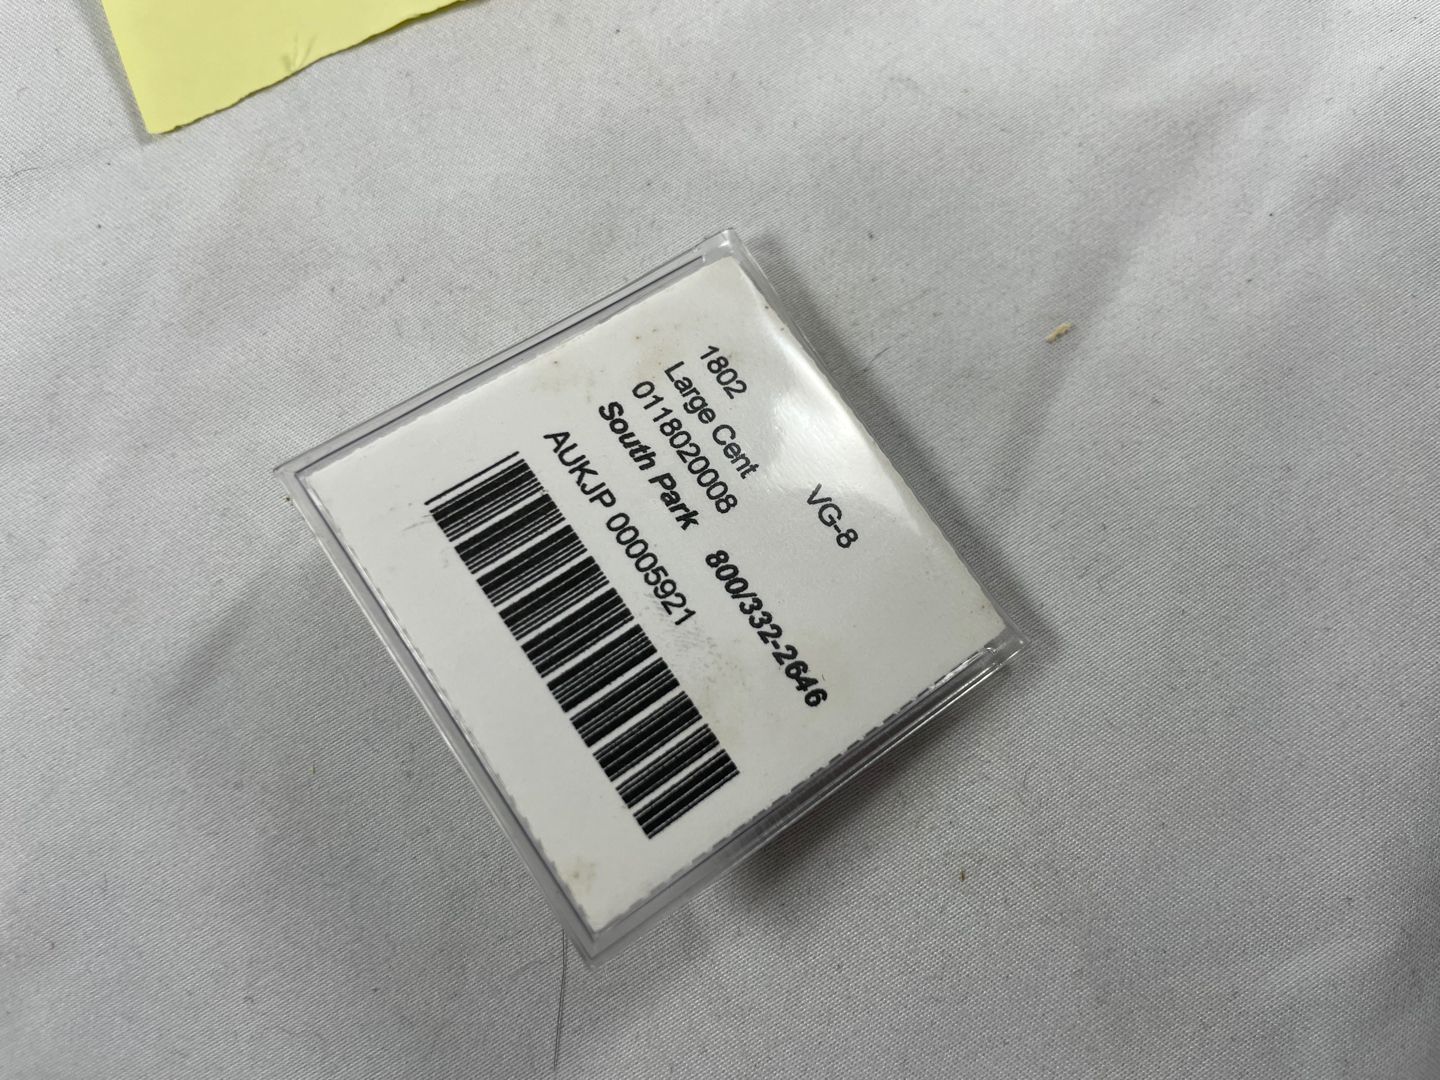 1802 VG-8
Large Cent
0118020008
South Park 800/332-2646
AUKJP 00005921